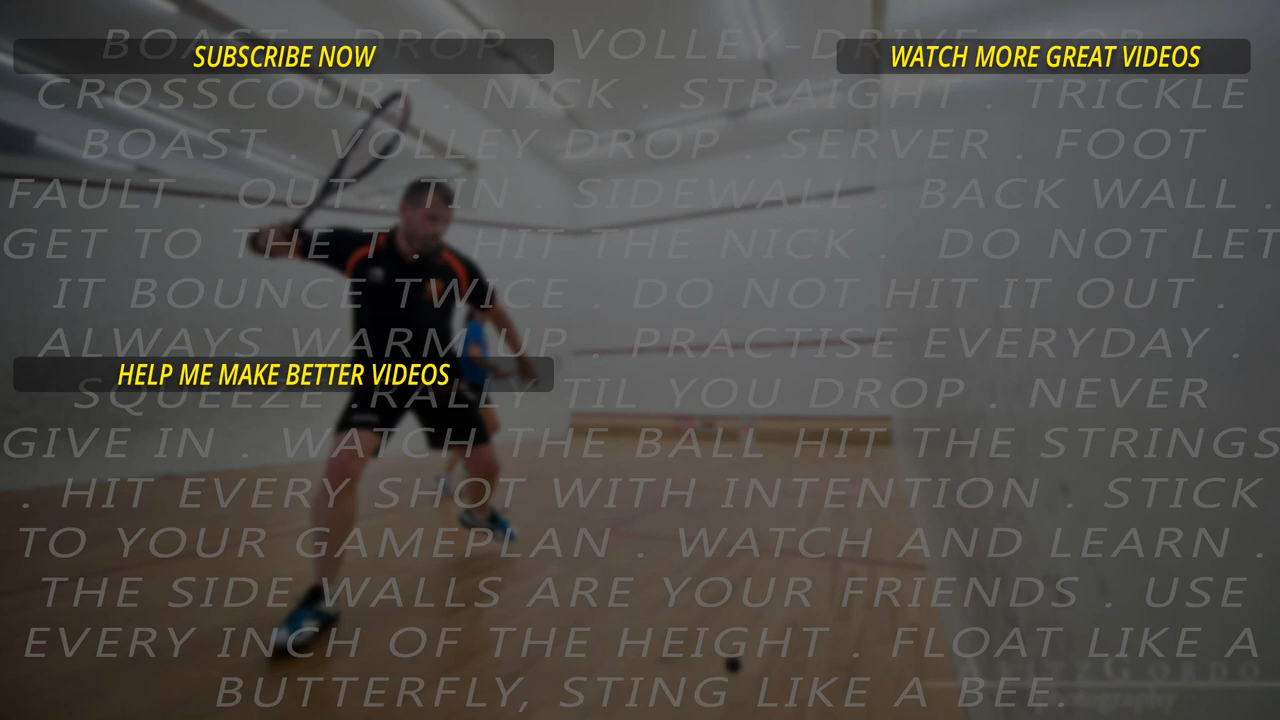 BOAST . DROP . VOLLEY-DRIVE . LOB .
SUBSCRIBE NOW
WATCH MORE GREAT VIDEOS
CROSSCOURT . NICK . STRAIGHT . TRICKLE
BOAST . VOLLEY DROP . SERVER . FOOT
FAULT . OUT . TIN . SIDEWALL . BACK WALL .
GET TO THE T . HIT THE NICK . DO NOT LET
IT BOUNCE TWICE . DO NOT HIT IT OUT .
ALWAYS WARM UP . PRACTISE EVERYDAY .
HELP ME MAKE BETTER VIDEOS
SQUEEZE .RALLY TIL YOU DROP . NEVER
GIVE IN . WATCH THE BALL HIT THE STRINGS
. HIT EVERY SHOT WITH INTENTION . STICK
TO YOUR GAMEPLAN . WATCH AND LEARN .
THE SIDE WALLS ARE YOUR FRIENDS . USE
EVERY INCH OF THE HEIGHT . FLOAT LIKE A
BUTTERFLY, STING LIKE A BEE.